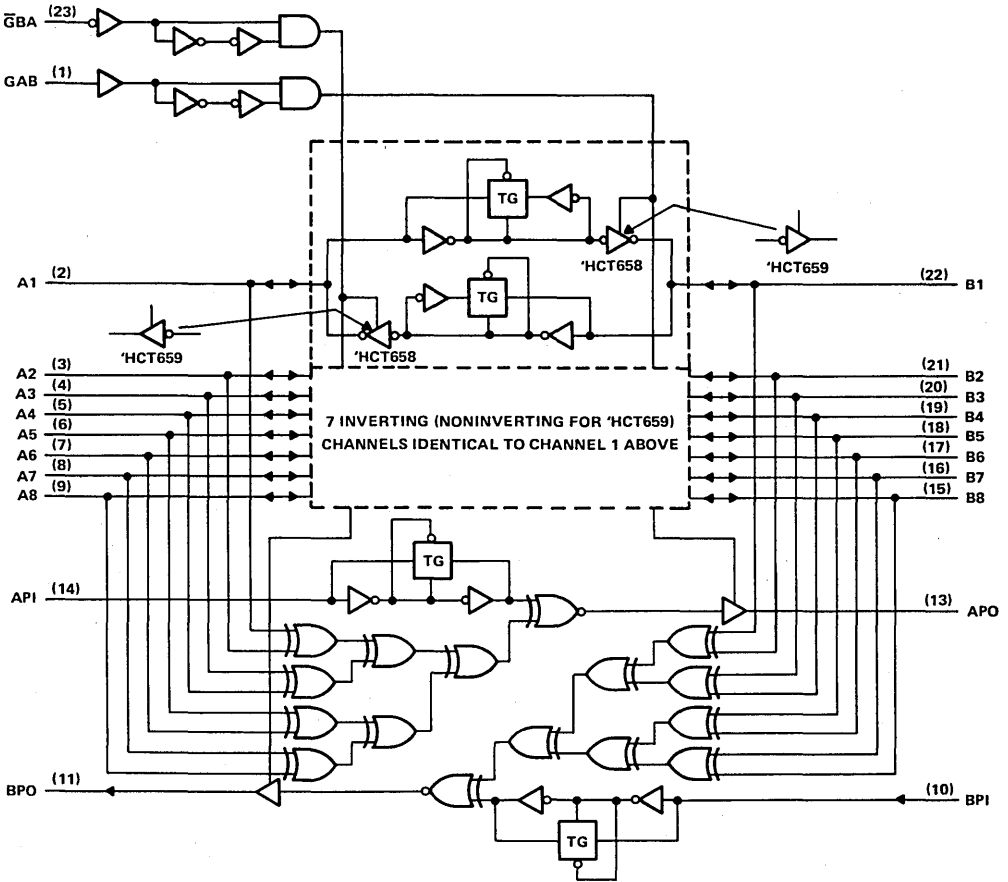 G̅BA (23)
GAB (1)
TG
'HCT658
'HCT659
A1 (2)
(22) B1
TG
'HCT659
'HCT658
A2 (3)
(21) B2
A3 (4)
(20) B3
A4 (5)
(19) B4
A5 (6)
(18) B5
A6 (7)
(17) B6
A7 (8)
(16) B7
A8 (9)
(15) B8
7 INVERTING (NONINVERTING FOR 'HCT659)
CHANNELS IDENTICAL TO CHANNEL 1 ABOVE
TG
API (14)
(13) APO
BPO (11)
(10) BPI
TG